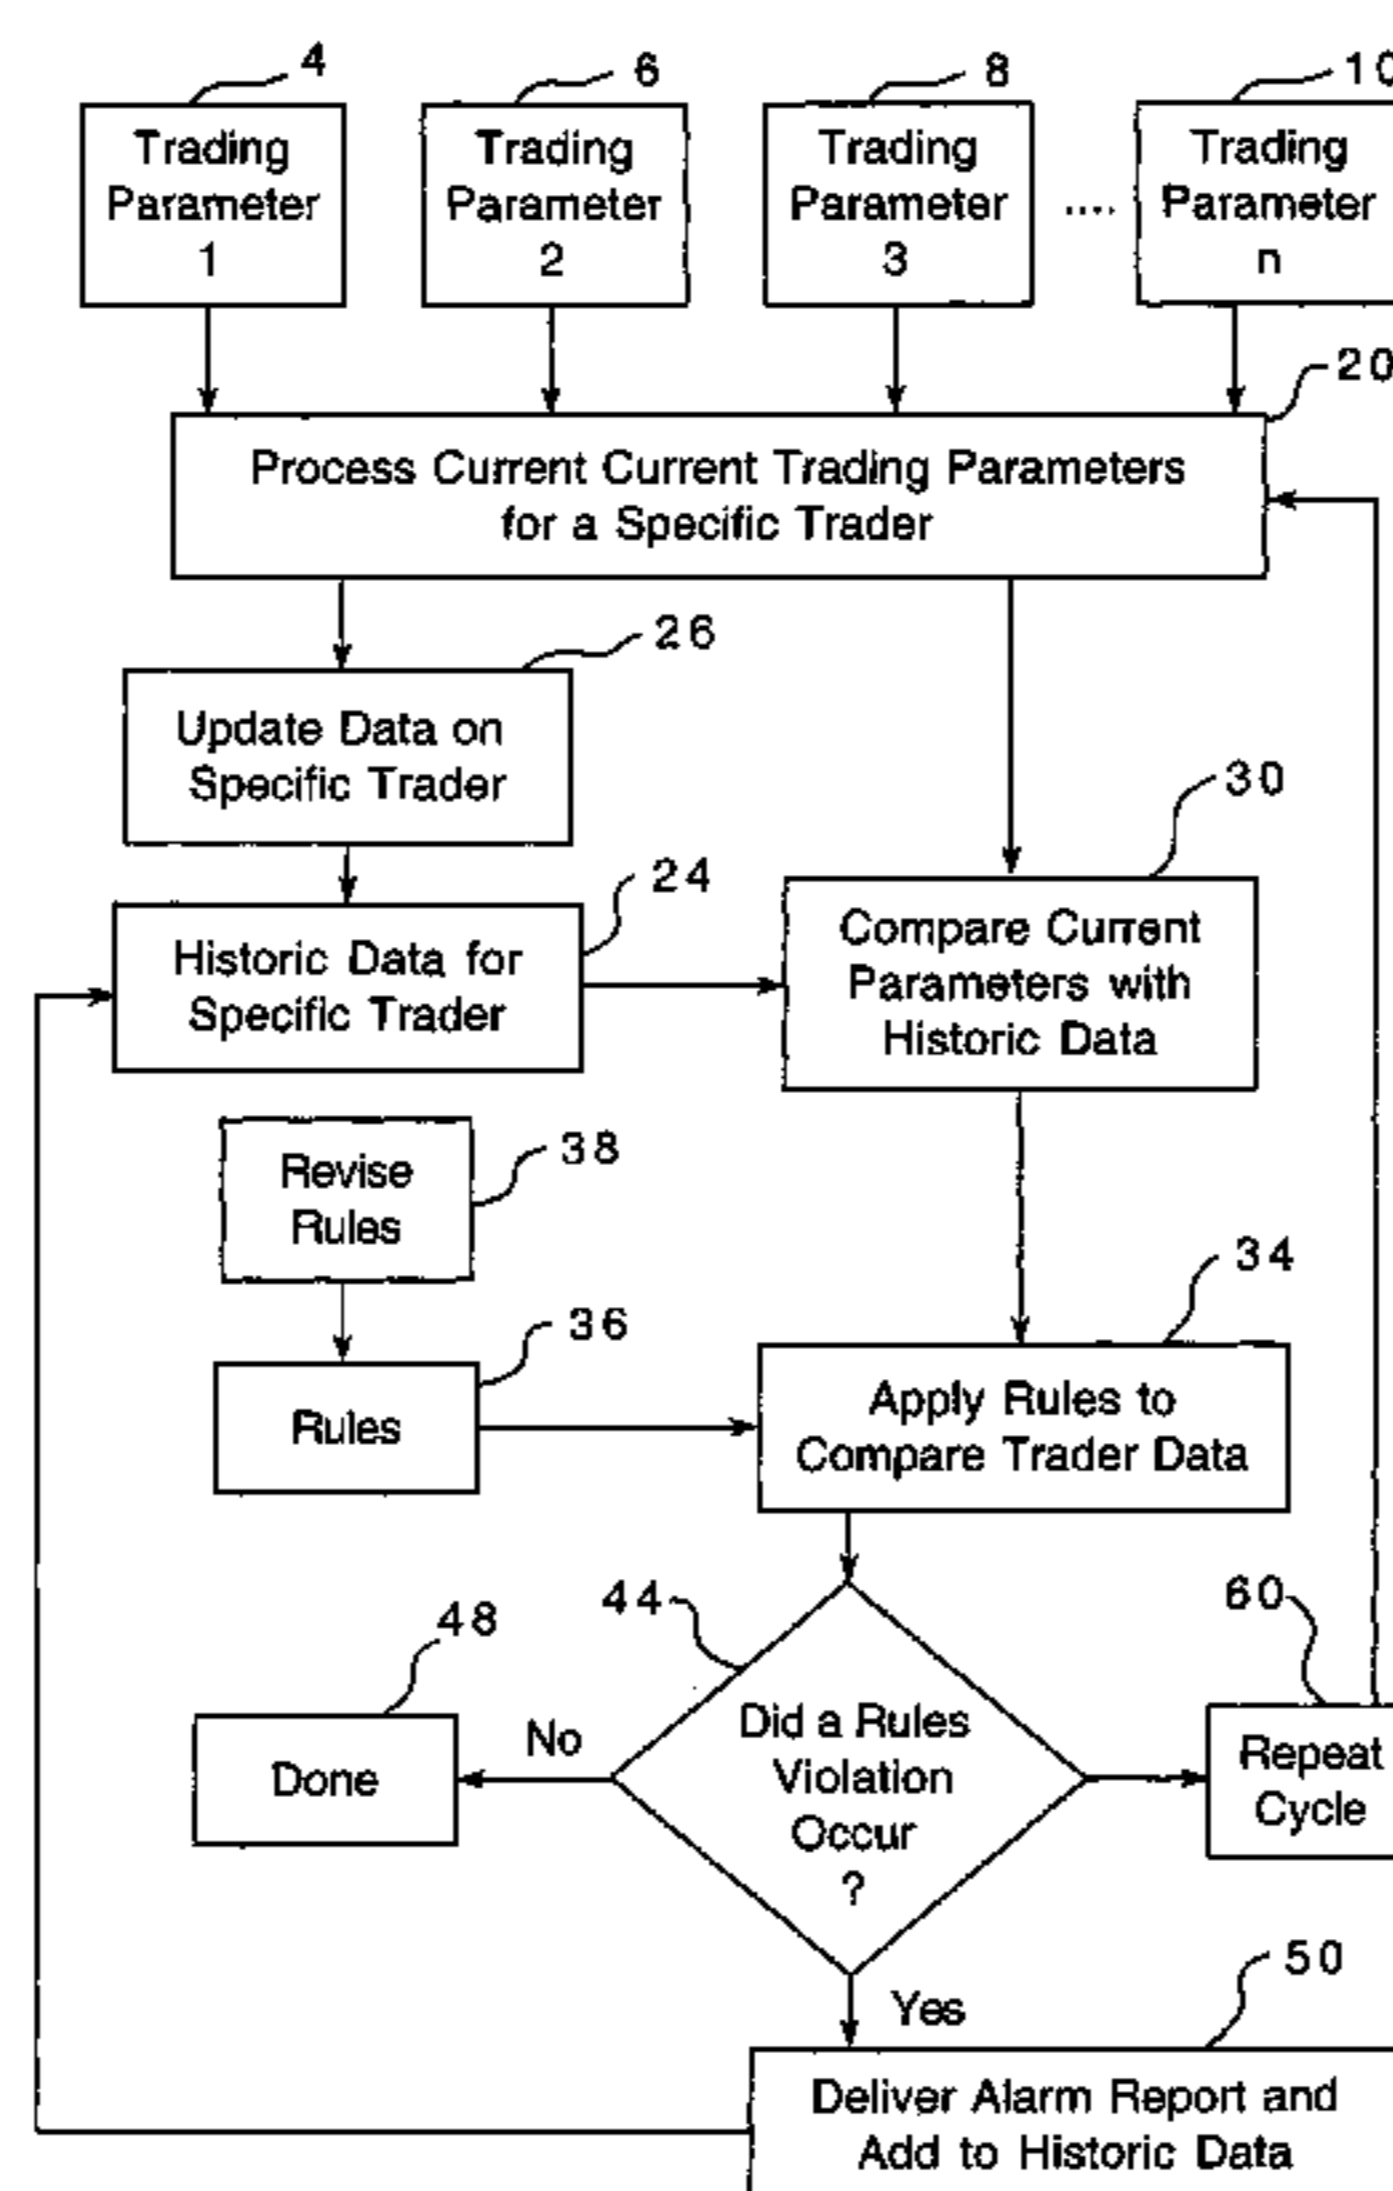 4
6
8
10
Trading
Parameter
1
Trading
Parameter
2
Trading
Parameter
3
....
Trading
Parameter
n
20
Process Current Current Trading Parameters
for a Specific Trader
26
Update Data on
Specific Trader
30
24
Historic Data for
Specific Trader
Compare Current
Parameters with
Historic Data
38
Revise
Rules
34
36
Rules
Apply Rules to
Compare Trader Data
44
60
48
Did a Rules
Violation
Occur
?
No
Done
Repeat
Cycle
50
Yes
Deliver Alarm Report and
Add to Historic Data